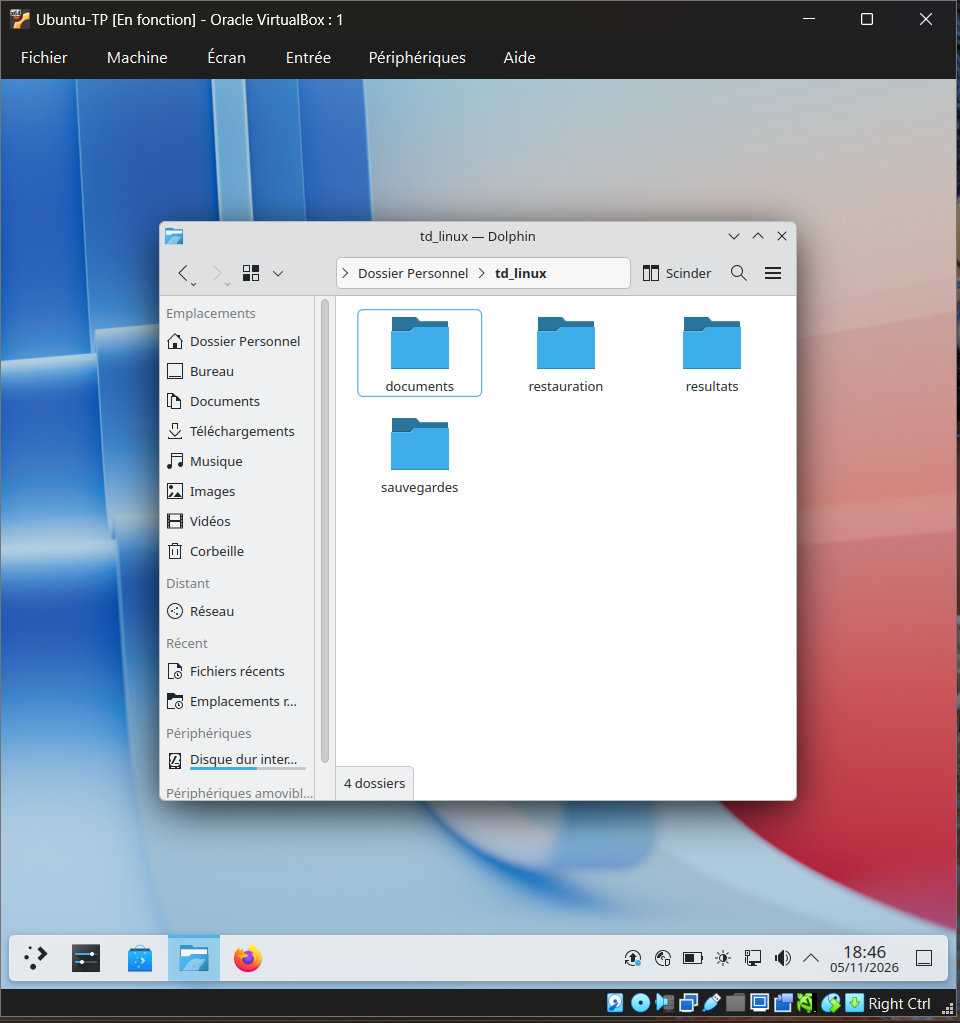 Ubuntu-TP [En fonction] - Oracle VirtualBox : 1
Fichier Machine Écran Entrée Périphériques Aide
td_linux — Dolphin
Dossier Personnel td_linux Scinder
Emplacements
Dossier Personnel
Bureau
Documents
Téléchargements
Musique
Images
Vidéos
Corbeille
Distant
Réseau
Récent
Fichiers récents
Emplacements r...
Périphériques
Disque dur inter...
Périphériques amovibl...
documents
restauration
resultats
sauvegardes
4 dossiers
18:46
05/11/2026
Right Ctrl